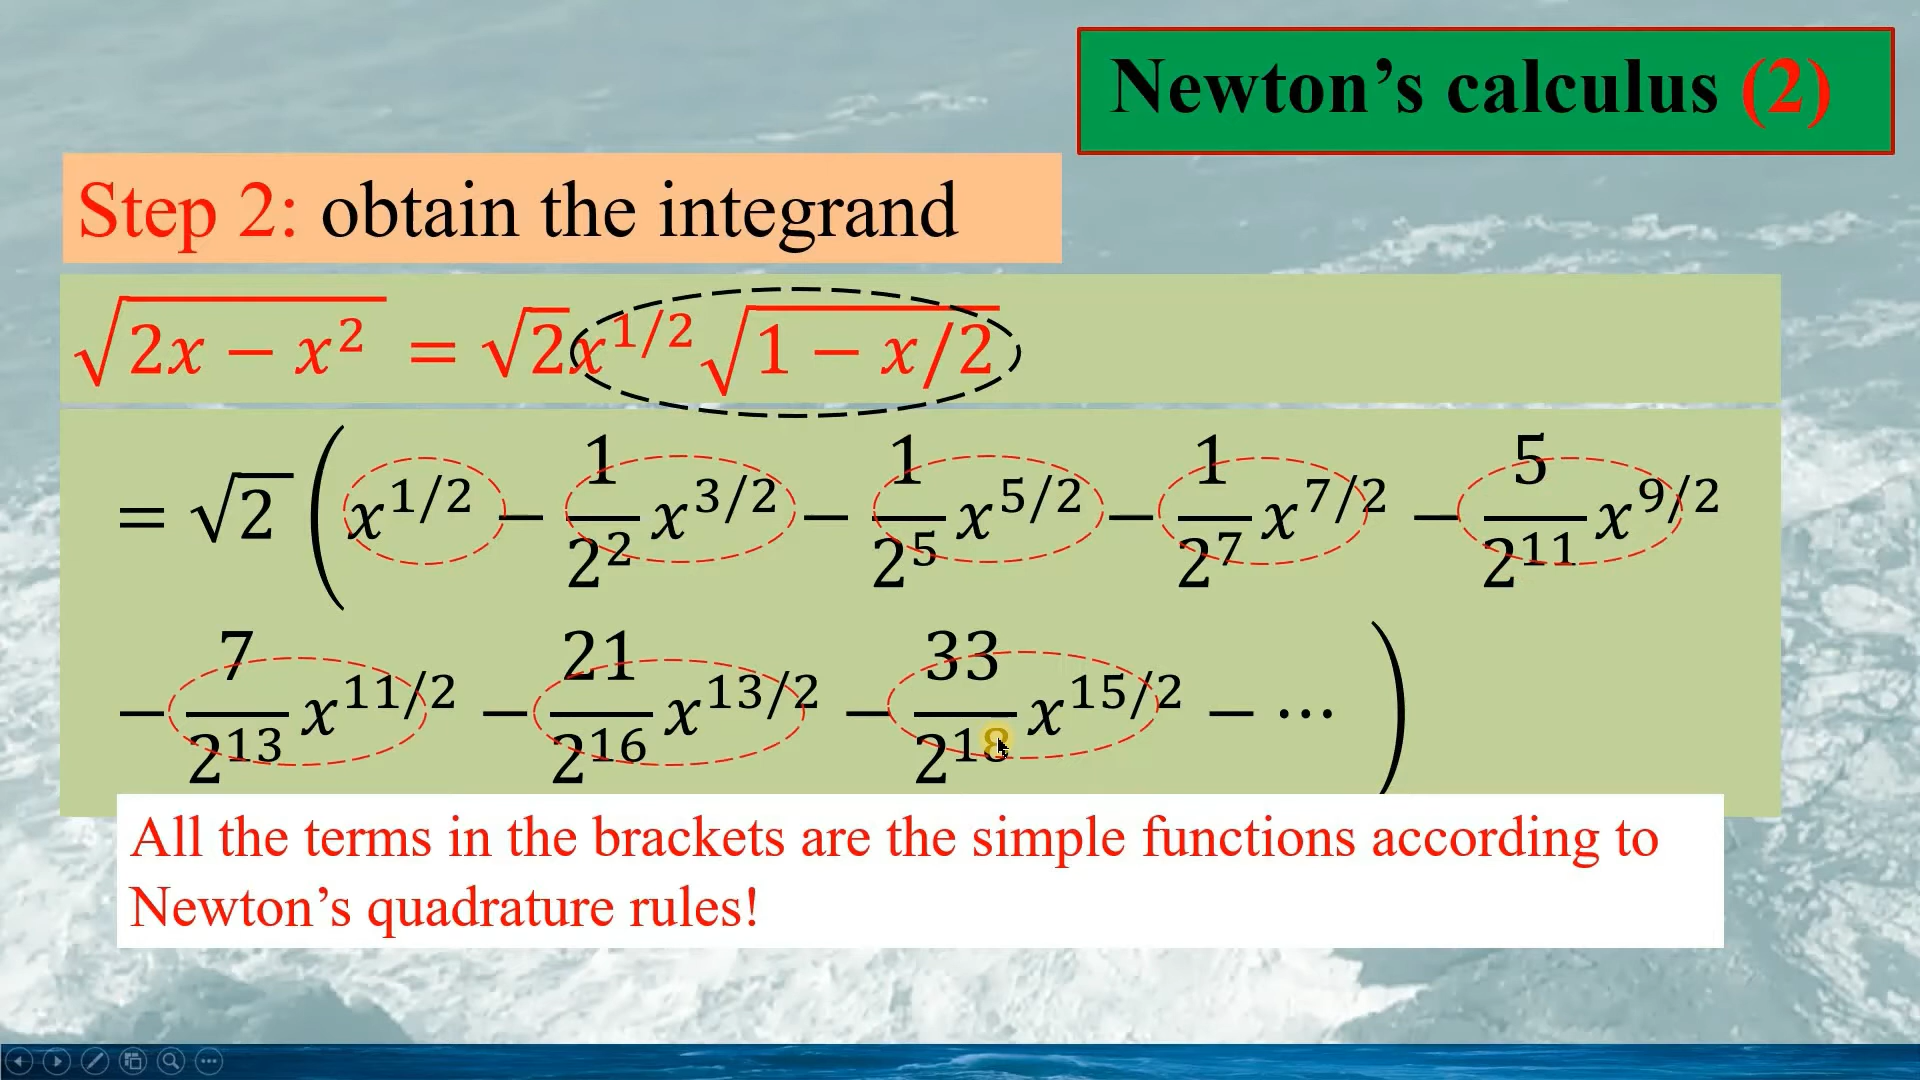 Newton’s calculus (2)
Step 2: obtain the integrand
√(2x − x²) = √2x^{1/2}√(1 − x/2)
= √2 (x^{1/2} − 1/2² x^{3/2} − 1/2⁵ x^{5/2} − 1/2⁷ x^{7/2} − 5/2¹¹ x^{9/2}
− 7/2¹³ x^{11/2} − 21/2¹⁶ x^{13/2} − 33/2¹⁸ x^{15/2} − ⋯)
All the terms in the brackets are the simple functions according to
Newton’s quadrature rules!